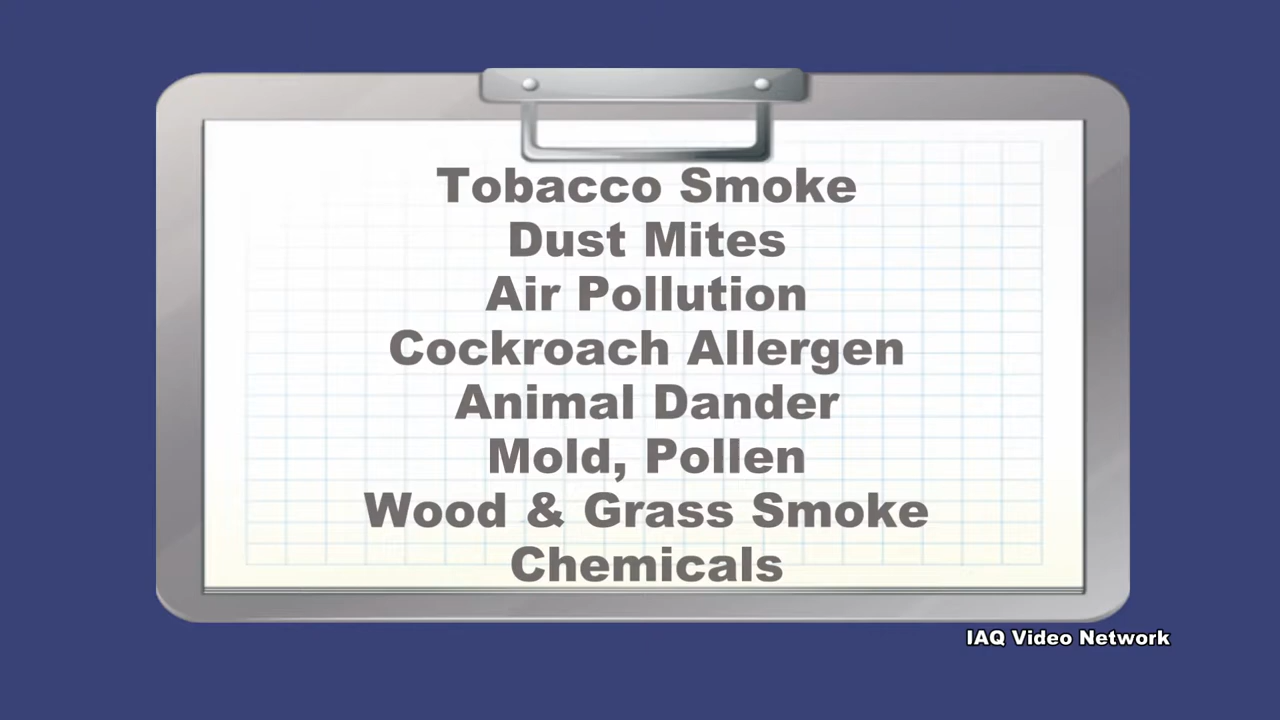 Tobacco Smoke
Dust Mites
Air Pollution
Cockroach Allergen
Animal Dander
Mold, Pollen
Wood & Grass Smoke
Chemicals
IAQ Video Network